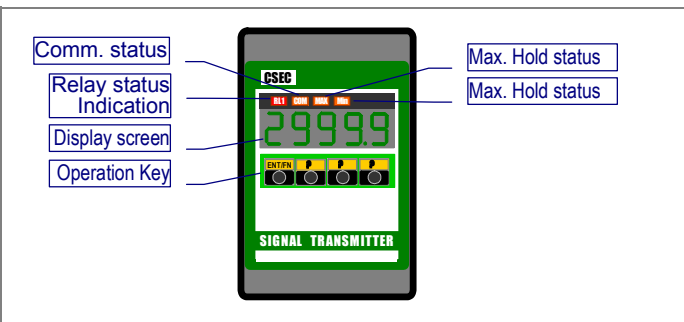 Comm. status
Relay status
Indication
Display screen
Operation Key
Max. Hold status
Max. Hold status
CSEC
RL1 COM MAX Min
2999.9
ENT/FN
SIGNAL TRANSMITTER